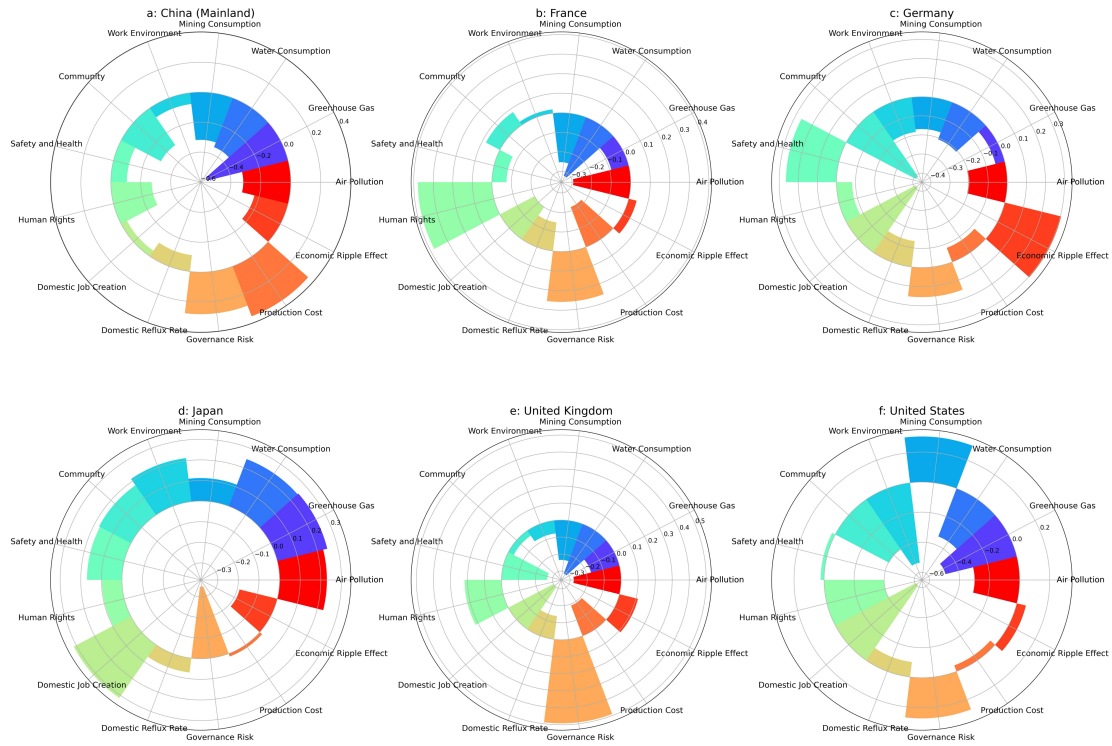 a: China (Mainland)
Mining Consumption
Work Environment
Water Consumption
Community
Greenhouse Gas
Safety and Health
Air Pollution
Human Rights
Economic Ripple Effect
Domestic Job Creation
Production Cost
Domestic Reflux Rate
Governance Risk
−0.6
−0.4
−0.2
0.0
0.2
0.4
b: France
Mining Consumption
Work Environment
Water Consumption
Community
Greenhouse Gas
Safety and Health
Air Pollution
Human Rights
Economic Ripple Effect
Domestic Job Creation
Production Cost
Domestic Reflux Rate
Governance Risk
−0.3
−0.2
−0.1
0.0
0.1
0.2
0.3
0.4
c: Germany
Mining Consumption
Work Environment
Water Consumption
Community
Greenhouse Gas
Safety and Health
Air Pollution
Human Rights
Economic Ripple Effect
Domestic Job Creation
Production Cost
Domestic Reflux Rate
Governance Risk
−0.4
−0.3
−0.2
−0.1
0.0
0.1
0.2
0.3
d: Japan
Mining Consumption
Work Environment
Water Consumption
Community
Greenhouse Gas
Safety and Health
Air Pollution
Human Rights
Economic Ripple Effect
Domestic Job Creation
Production Cost
Domestic Reflux Rate
Governance Risk
−0.3
−0.2
−0.1
0.0
0.1
0.2
0.3
e: United Kingdom
Mining Consumption
Work Environment
Water Consumption
Community
Greenhouse Gas
Safety and Health
Air Pollution
Human Rights
Economic Ripple Effect
Domestic Job Creation
Production Cost
Domestic Reflux Rate
Governance Risk
−0.3
−0.2
−0.1
0.0
0.1
0.2
0.3
0.4
0.5
f: United States
Mining Consumption
Work Environment
Water Consumption
Community
Greenhouse Gas
Safety and Health
Air Pollution
Human Rights
Economic Ripple Effect
Domestic Job Creation
Production Cost
Domestic Reflux Rate
Governance Risk
−0.6
−0.4
−0.2
0.0
0.2